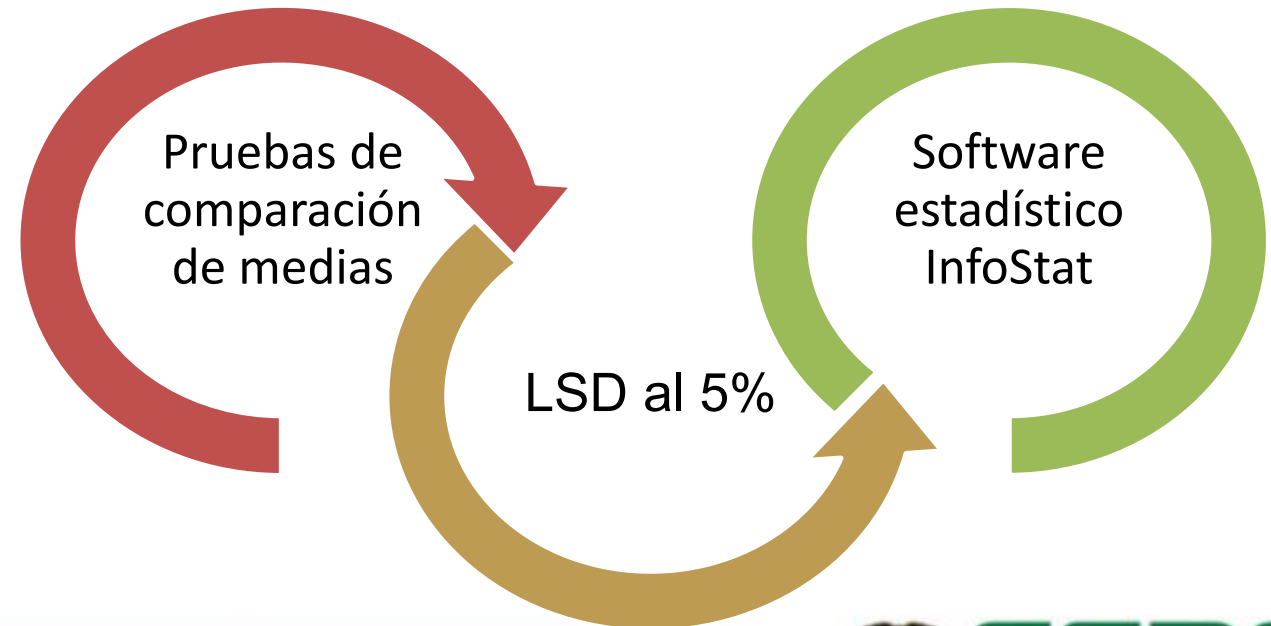 Pruebas de
comparación
de medias
LSD al 5%
Software
estadístico
InfoStat